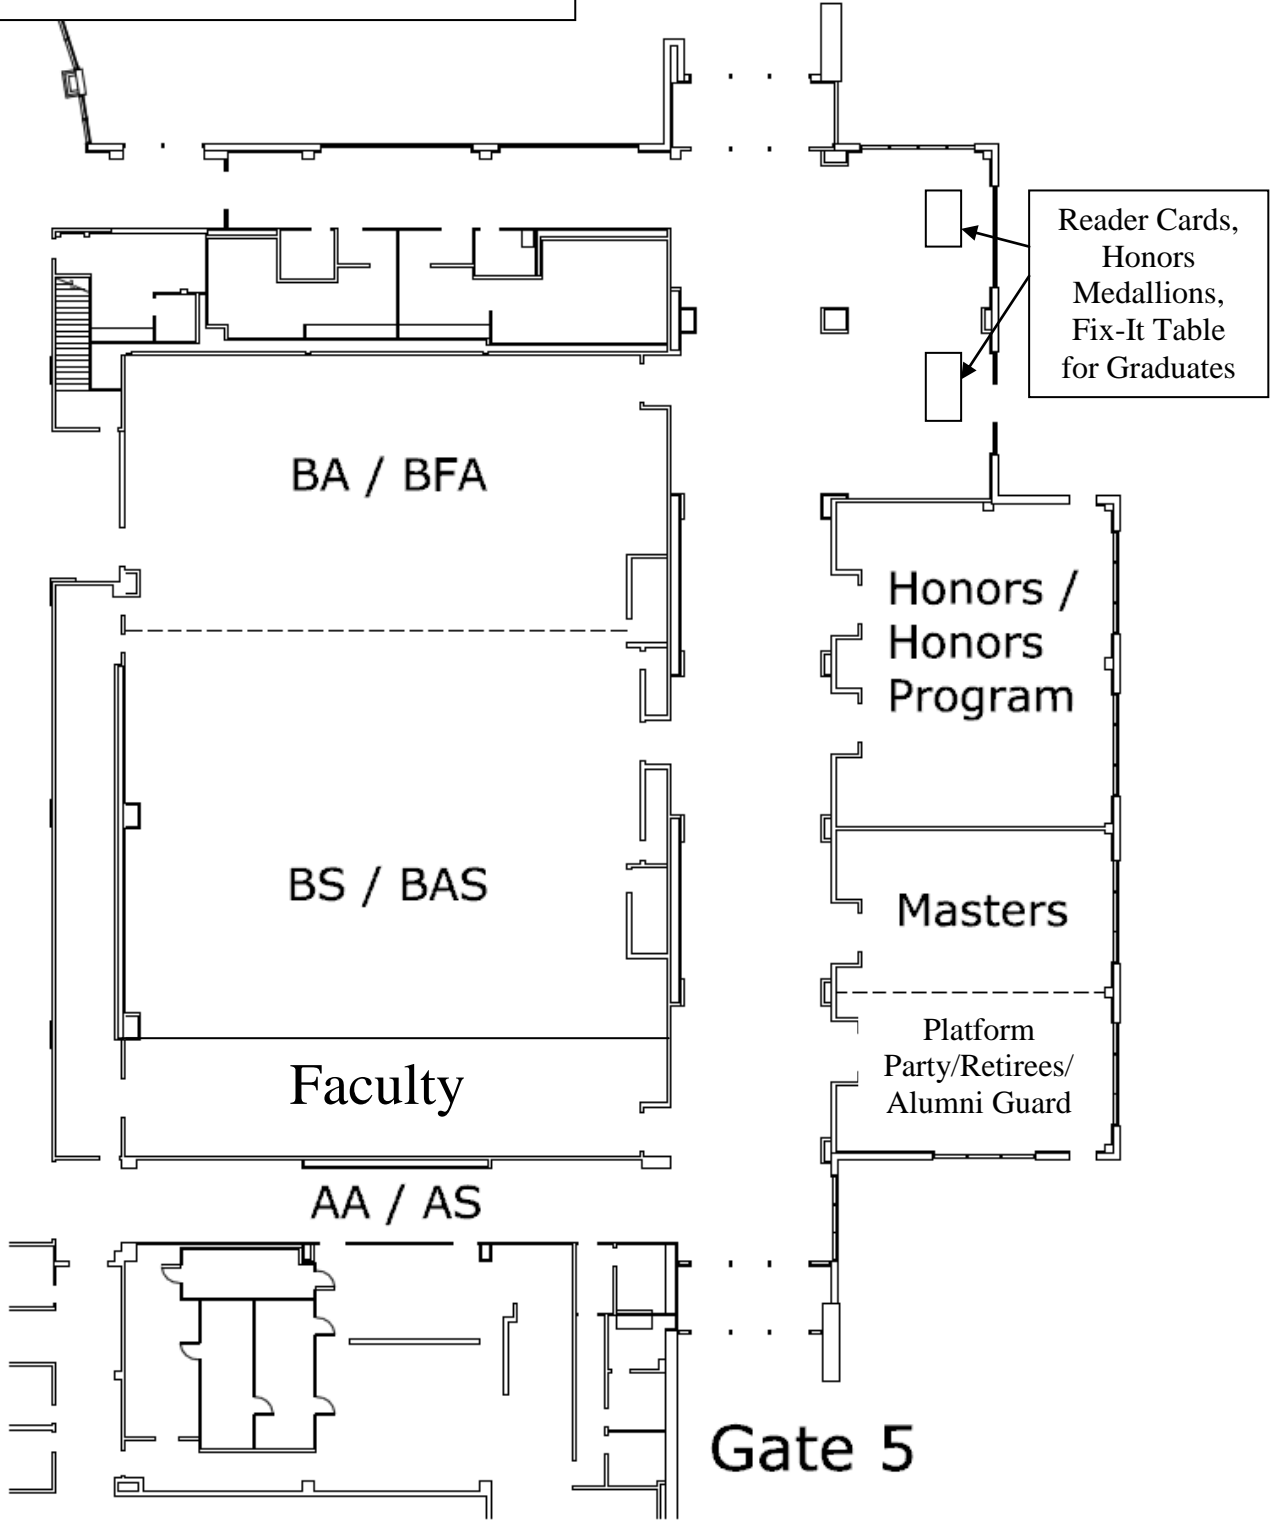 Reader Cards,
Honors
Medallions,
Fix-It Table
for Graduates
BA / BFA
Honors /
Honors
Program
BS / BAS
Masters
Platform
Party/Retirees/
Alumni Guard
Faculty
AA / AS
Gate 5